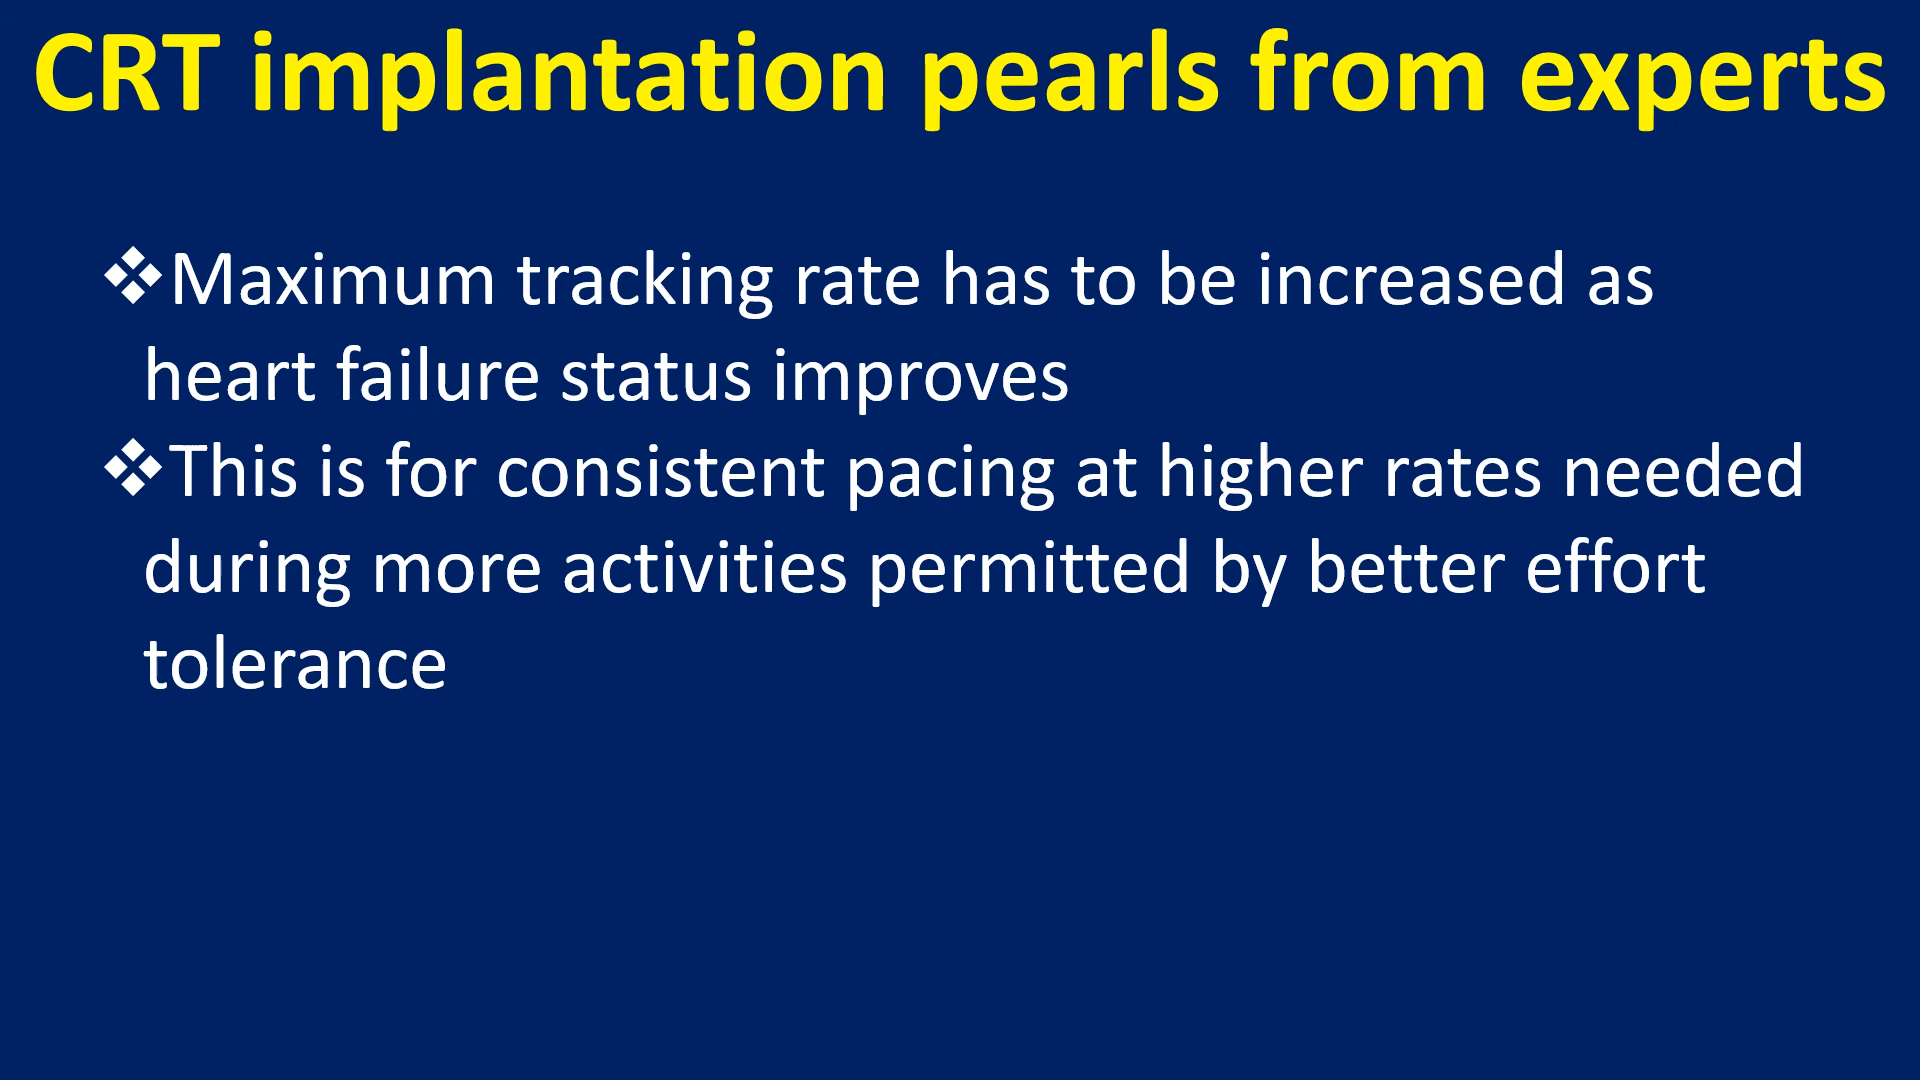 CRT implantation pearls from experts
❖Maximum tracking rate has to be increased as
heart failure status improves
❖This is for consistent pacing at higher rates needed
during more activities permitted by better effort
tolerance